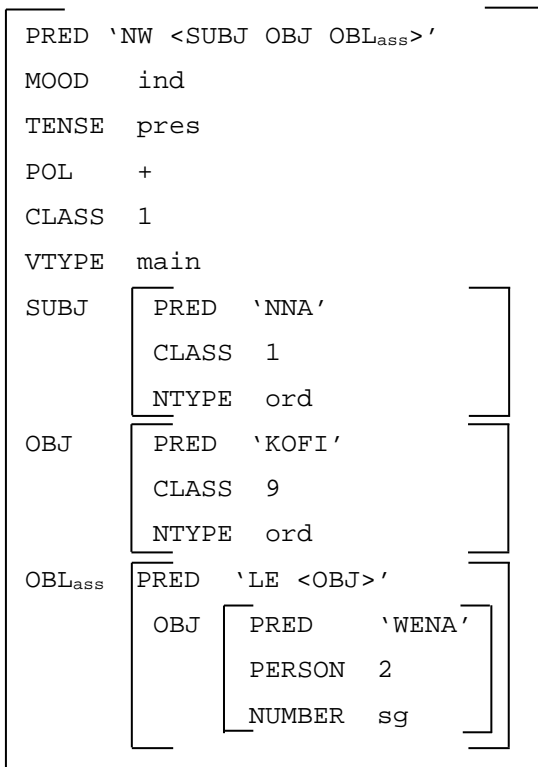 PRED ‘NW <SUBJ OBJ OBLass>’
MOOD ind
TENSE pres
POL +
CLASS 1
VTYPE main
SUBJ PRED ‘NNA’
CLASS 1
NTYPE ord
OBJ PRED ‘KOFI’
CLASS 9
NTYPE ord
OBLass PRED ‘LE <OBJ>’
OBJ PRED ‘WENA’
PERSON 2
NUMBER sg